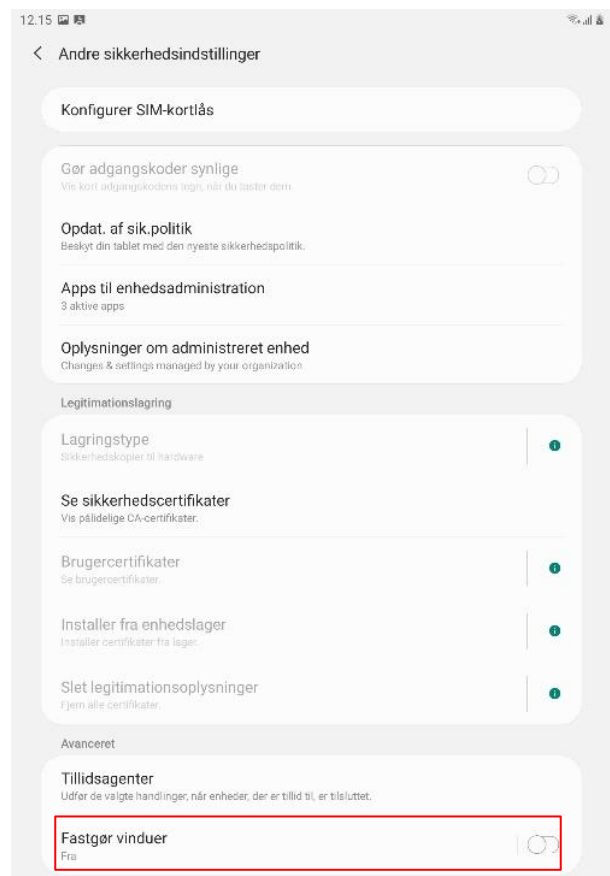 12.15
Andre sikkerhedsindstillinger
Konfigurer SIM-kortlås
Gør adgangskoder synlige
Vis kort adgangskodens tegn, når du taster dem.
Opdat. af sik.politik
Beskyt din tablet med den nyeste sikkerhedspolitik.
Apps til enhedsadministration
3 aktive apps
Oplysninger om administreret enhed
Changes & settings managed by your organization
Legitimationslagring
Lagringstype
Sikkerhedskopier til hardware
Se sikkerhedscertifikater
Vis pålidelige CA-certifikater.
Brugercertifikater
Se brugercertifikater.
Installer fra enhedslager
Installer certifikater fra lager.
Slet legitimationsoplysninger
Fjern alle certifikater.
Avanceret
Tillidsagenter
Udfør de valgte handlinger, når enheder, der er tillid til, er tilsluttet.
Fastgør vinduer
Fra